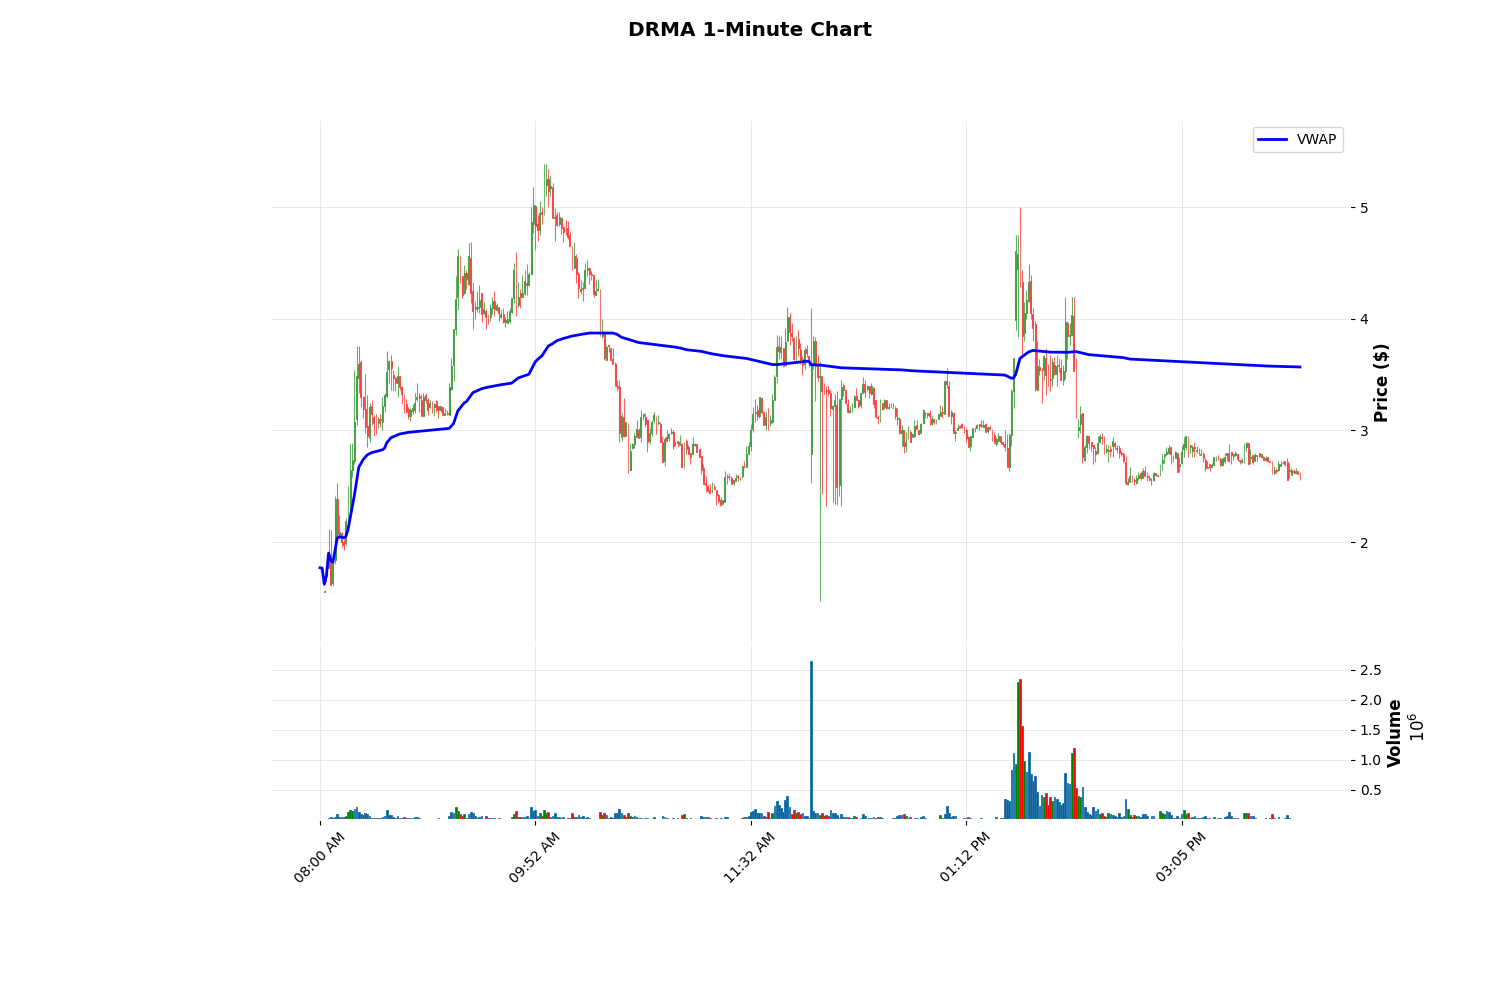 DRMA 1-Minute Chart
VWAP
5
4
3
2
Price ($)
2.5
2.0
1.5
1.0
0.5
Volume
10^6
08:00 AM
09:52 AM
11:32 AM
01:12 PM
03:05 PM